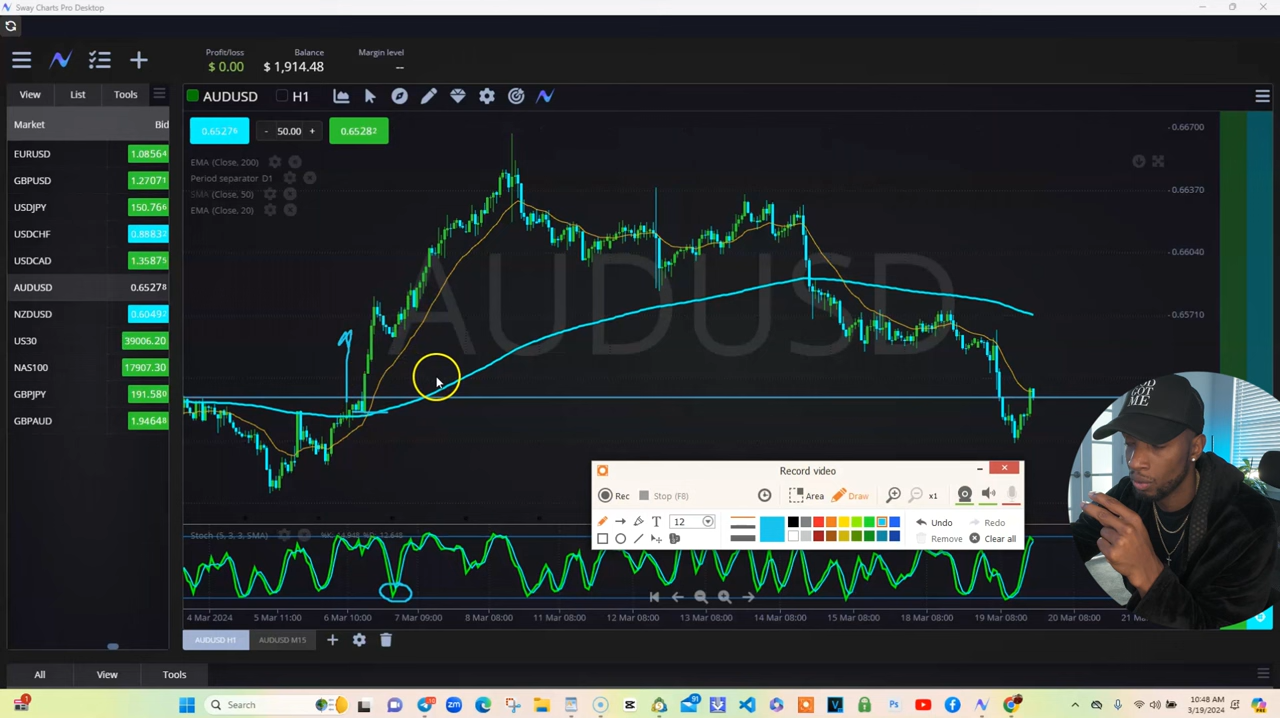 Sway Charts Pro Desktop
Profit/loss
$ 0.00
Balance
$ 1,914.48
Margin level
--
View List Tools
Market Bid
EURUSD 1.08564
GBPUSD 1.27071
USDJPY 150.766
USDCHF 0.88832
USDCAD 1.35875
AUDUSD 0.65278
NZDUSD 0.60492
US30 39006.20
NAS100 17907.30
GBPJPY 191.580
GBPAUD 1.94648
AUDUSD H1
0.65276 - 50.00 + 0.65282
EMA (Close, 200)
Period separator D1
SMA (Close, 50)
EMA (Close, 20)
AUDUSD
0.66700
0.66370
0.66040
0.65710
GOT
ME
Record video
Rec Stop (F8) Area Draw x1
T 12 Undo Redo
Remove Clear all
Stoch (5, 3, 3, SMA)
4 Mar 2024 5 Mar 11:00 6 Mar 10:00 7 Mar 09:00 8 Mar 08:00 11 Mar 08:00 12 Mar 08:00 13 Mar 08:00 14 Mar 08:00 15 Mar 08:00 18 Mar 08:00 19 Mar 08:00 20 Mar 08:00
AUDUSD H1 AUDUSD M15
All View Tools
Search
91
10:48 AM
3/19/2024